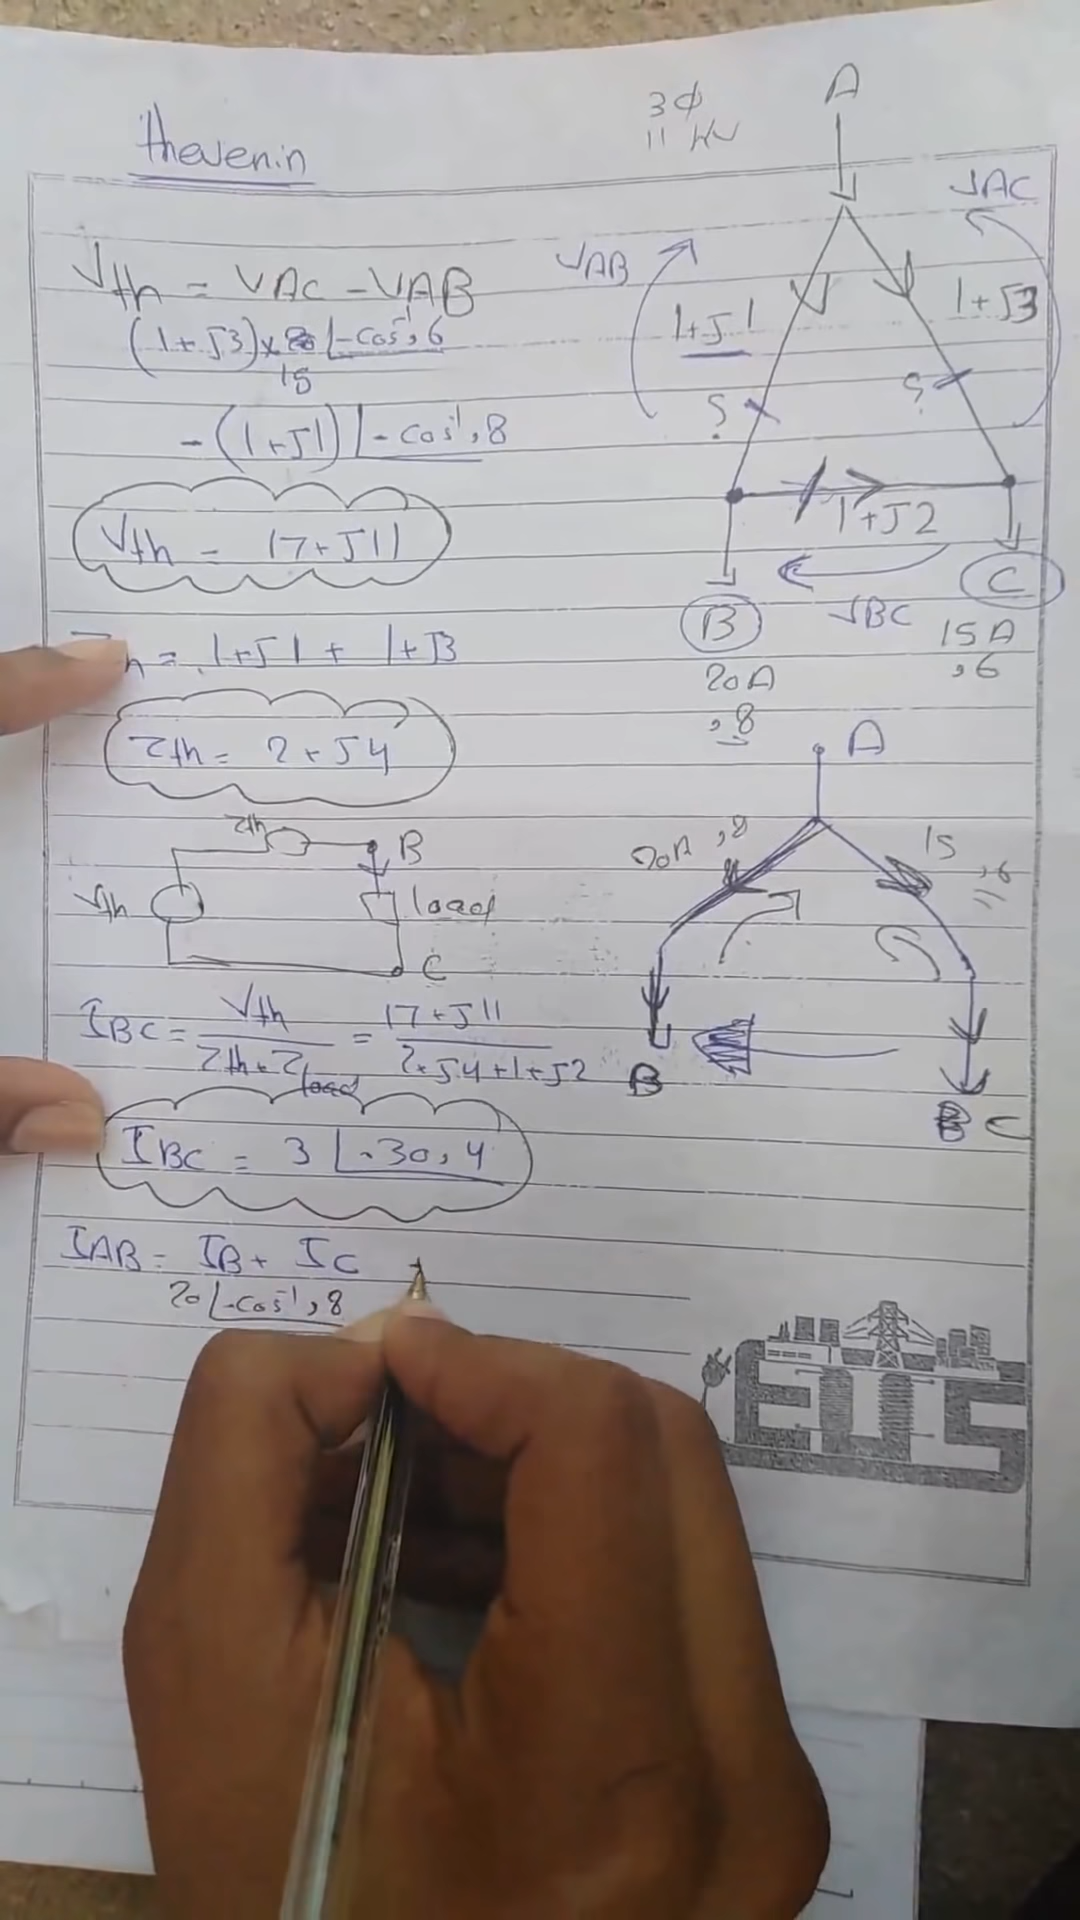 thevenin
3Φ
11 kV
A
VAC
VAB
1+J1
1+J3
?
?
1+J2
VBC
B
C
20A
,8
15A
,6
Vth = VAC - VAB
(1+J3)× ∠-cos⁻¹,6
15
- (1+J1) ∠-cos⁻¹,8
Vth = 17+J11
= 1+J1 + 1+J3
Zth = 2+J4
Zth
B
Vth
load
C
A
20A ,8
15
,6
B
C
IBC = Vth / Zth+Zload = 17+J11 / 2+J4+1+J2
IBC = 3 ∠-30,4
IAB = IB + IC
20 ∠-cos⁻¹,8 +
EUS